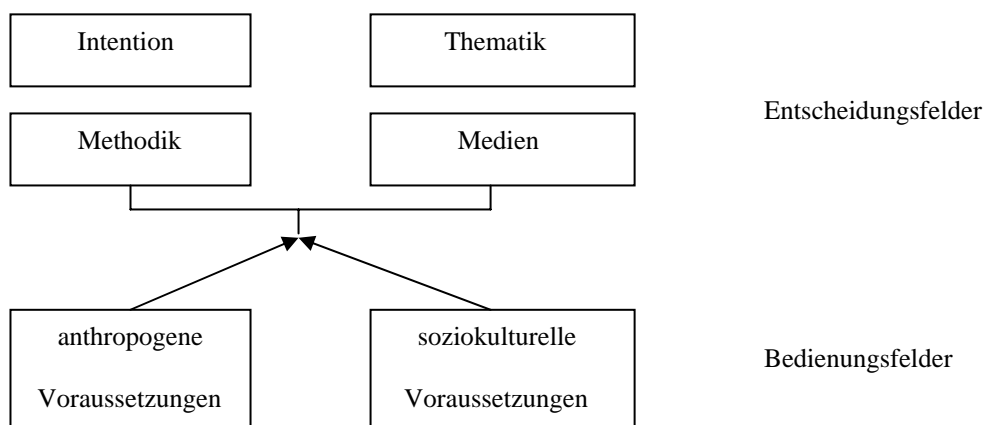 Intention
Thematik
Entscheidungsfelder
Methodik
Medien
anthropogene
Voraussetzungen
soziokulturelle
Voraussetzungen
Bedienungsfelder